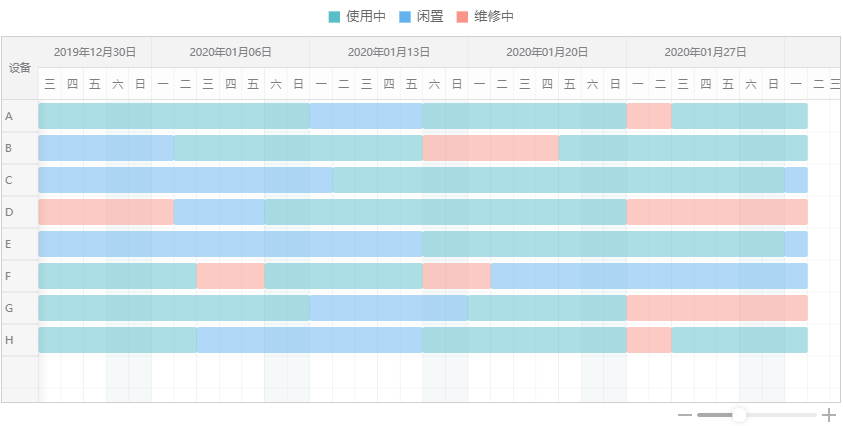 使用中 闲置 维修中
设备 2019年12月30日 2020年01月06日 2020年01月13日 2020年01月20日 2020年01月27日
三 四 五 六 日 一 二 三 四 五 六 日 一 二 三 四 五 六 日 一 二 三 四 五 六 日 一 二 三 四 五 六 日 一 二 三
A
B
C
D
E
F
G
H